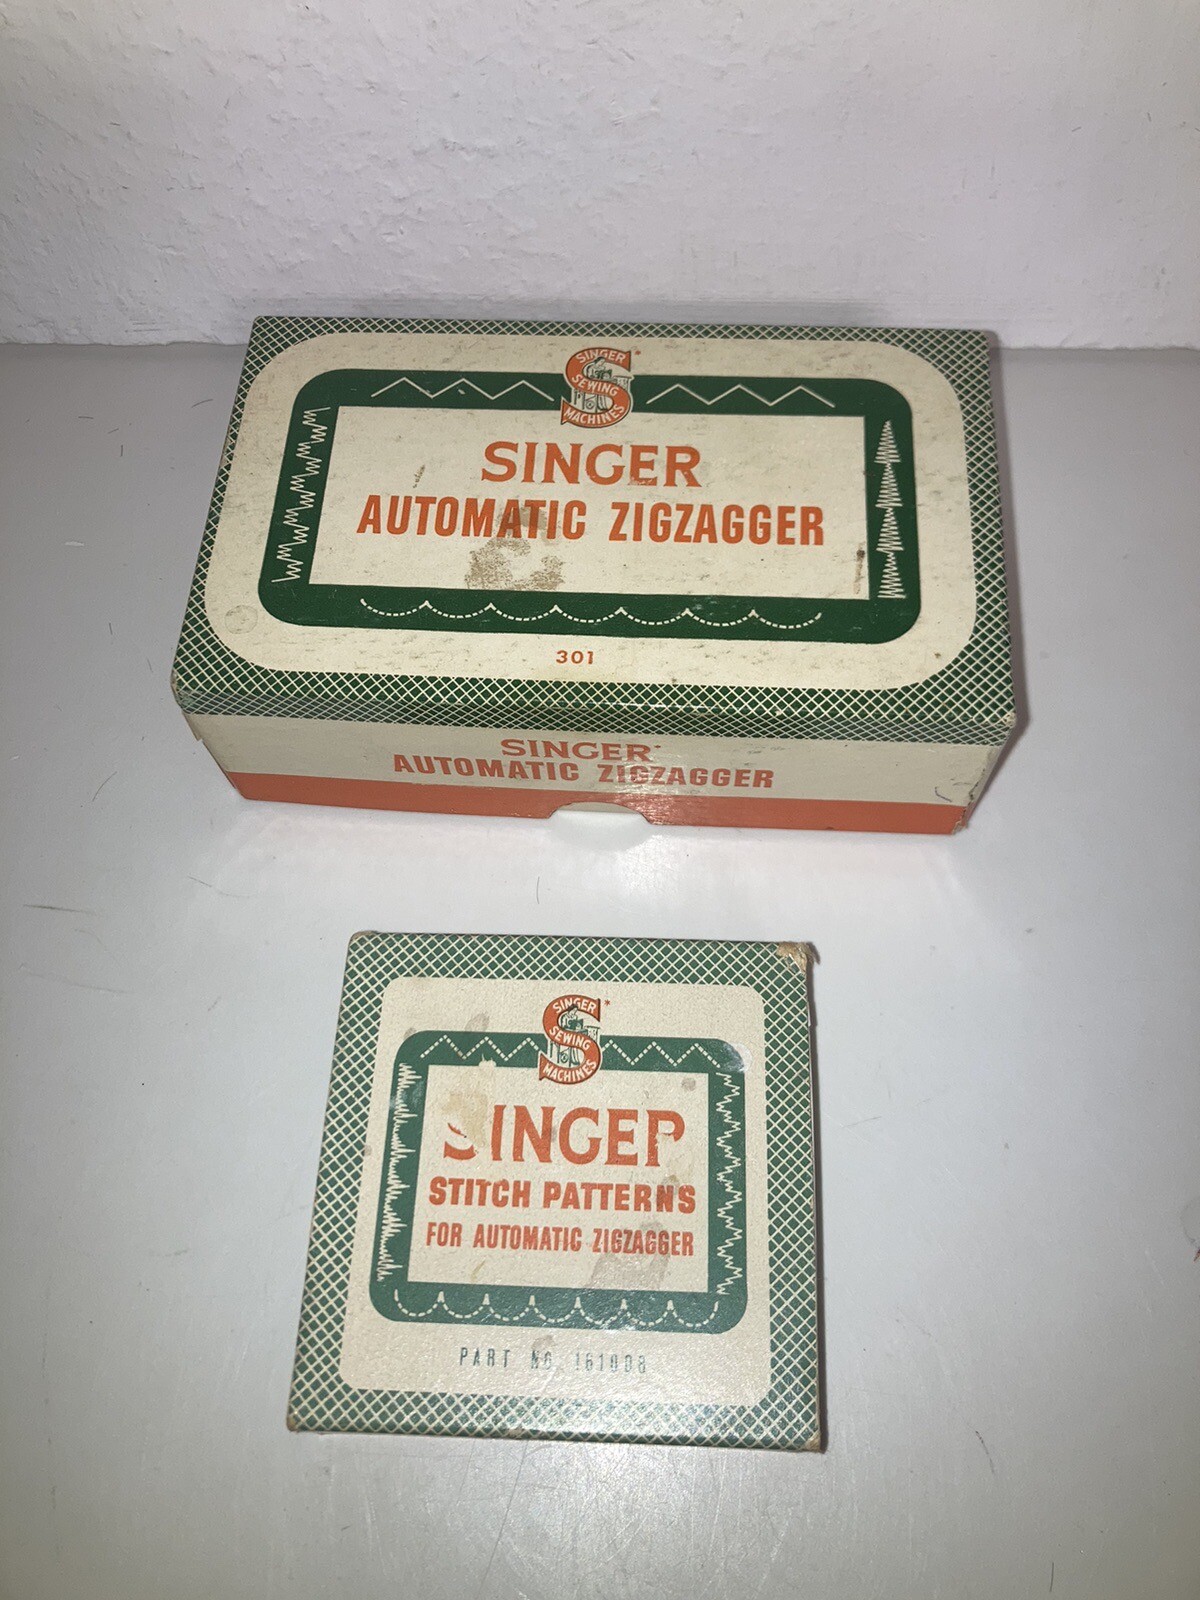 SINGER
SEWING
MACHINES
SINGER
AUTOMATIC ZIGZAGGER
301
SINGER
AUTOMATIC ZIGZAGGER
SINGER
SEWING
MACHINES
SINGER
STITCH PATTERNS
FOR AUTOMATIC ZIGZAGGER
PART NO. 161008